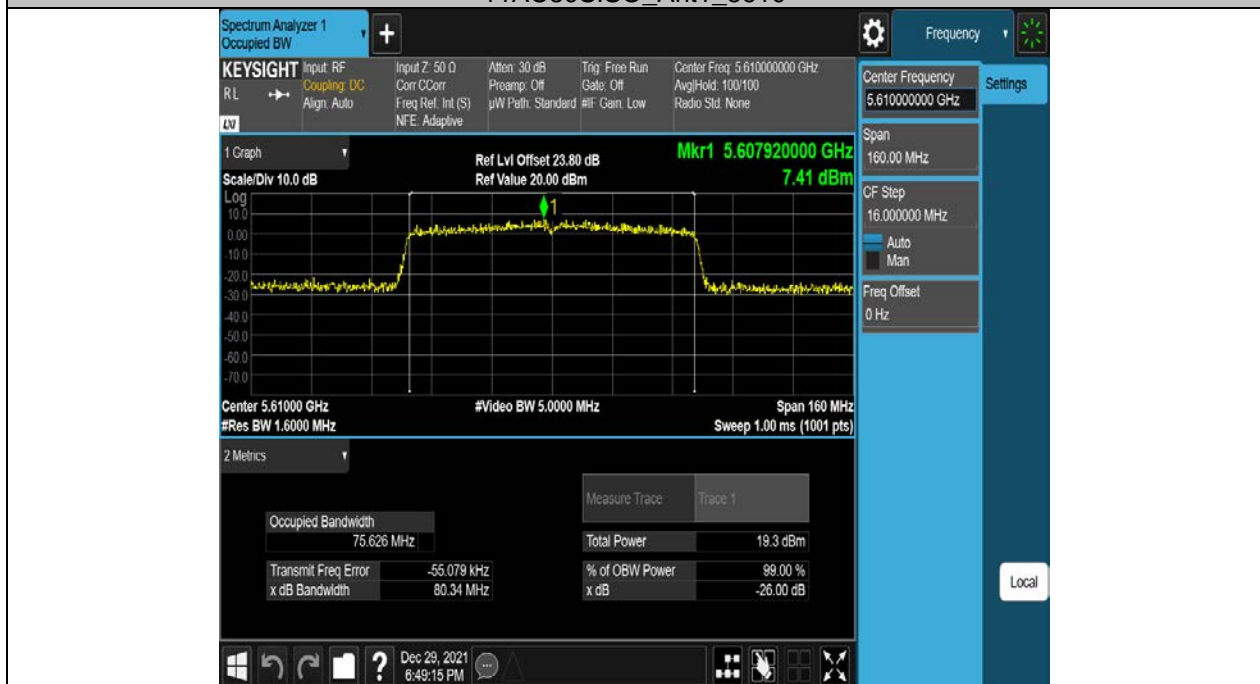 Spectrum Analyzer 1
Occupied BW
Frequency
KEYSIGHT
RL
LXI
Input: RF
Coupling: DC
Align: Auto
Input Z: 50 Ω
Corr CCorr
Freq Ref: Int (S)
NFE: Adaptive
Atten: 30 dB
Preamp: Off
µW Path: Standard
Trig: Free Run
Gate: Off
#IF Gain: Low
Center Freq: 5.610000000 GHz
Avg|Hold: 100/100
Radio Std: None
Center Frequency
5.610000000 GHz
Settings
Span
160.00 MHz
CF Step
16.000000 MHz
Auto
Man
Freq Offset
0 Hz
1 Graph
Scale/Div 10.0 dB
Ref Lvl Offset 23.80 dB
Ref Value 20.00 dBm
Mkr1 5.607920000 GHz
7.41 dBm
Log
10.0
0.00
-10.0
-20.0
-30.0
-40.0
-50.0
-60.0
-70.0
1
Center 5.61000 GHz
#Res BW 1.6000 MHz
#Video BW 5.0000 MHz
Span 160 MHz
Sweep 1.00 ms (1001 pts)
2 Metrics
Measure Trace Trace 1
Occupied Bandwidth
75.626 MHz
Total Power 19.3 dBm
Transmit Freq Error -55.079 kHz
% of OBW Power 99.00 %
x dB Bandwidth 80.34 MHz
x dB -26.00 dB
Local
?
Dec 29, 2021
6:49:15 PM